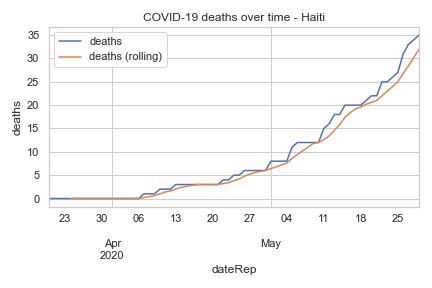 COVID-19 deaths over time - Haiti
deaths
deaths (rolling)
35
30
25
20
15
10
5
0
deaths
23 30 06 13 20 27 04 11 18 25
Apr May
2020
dateRep